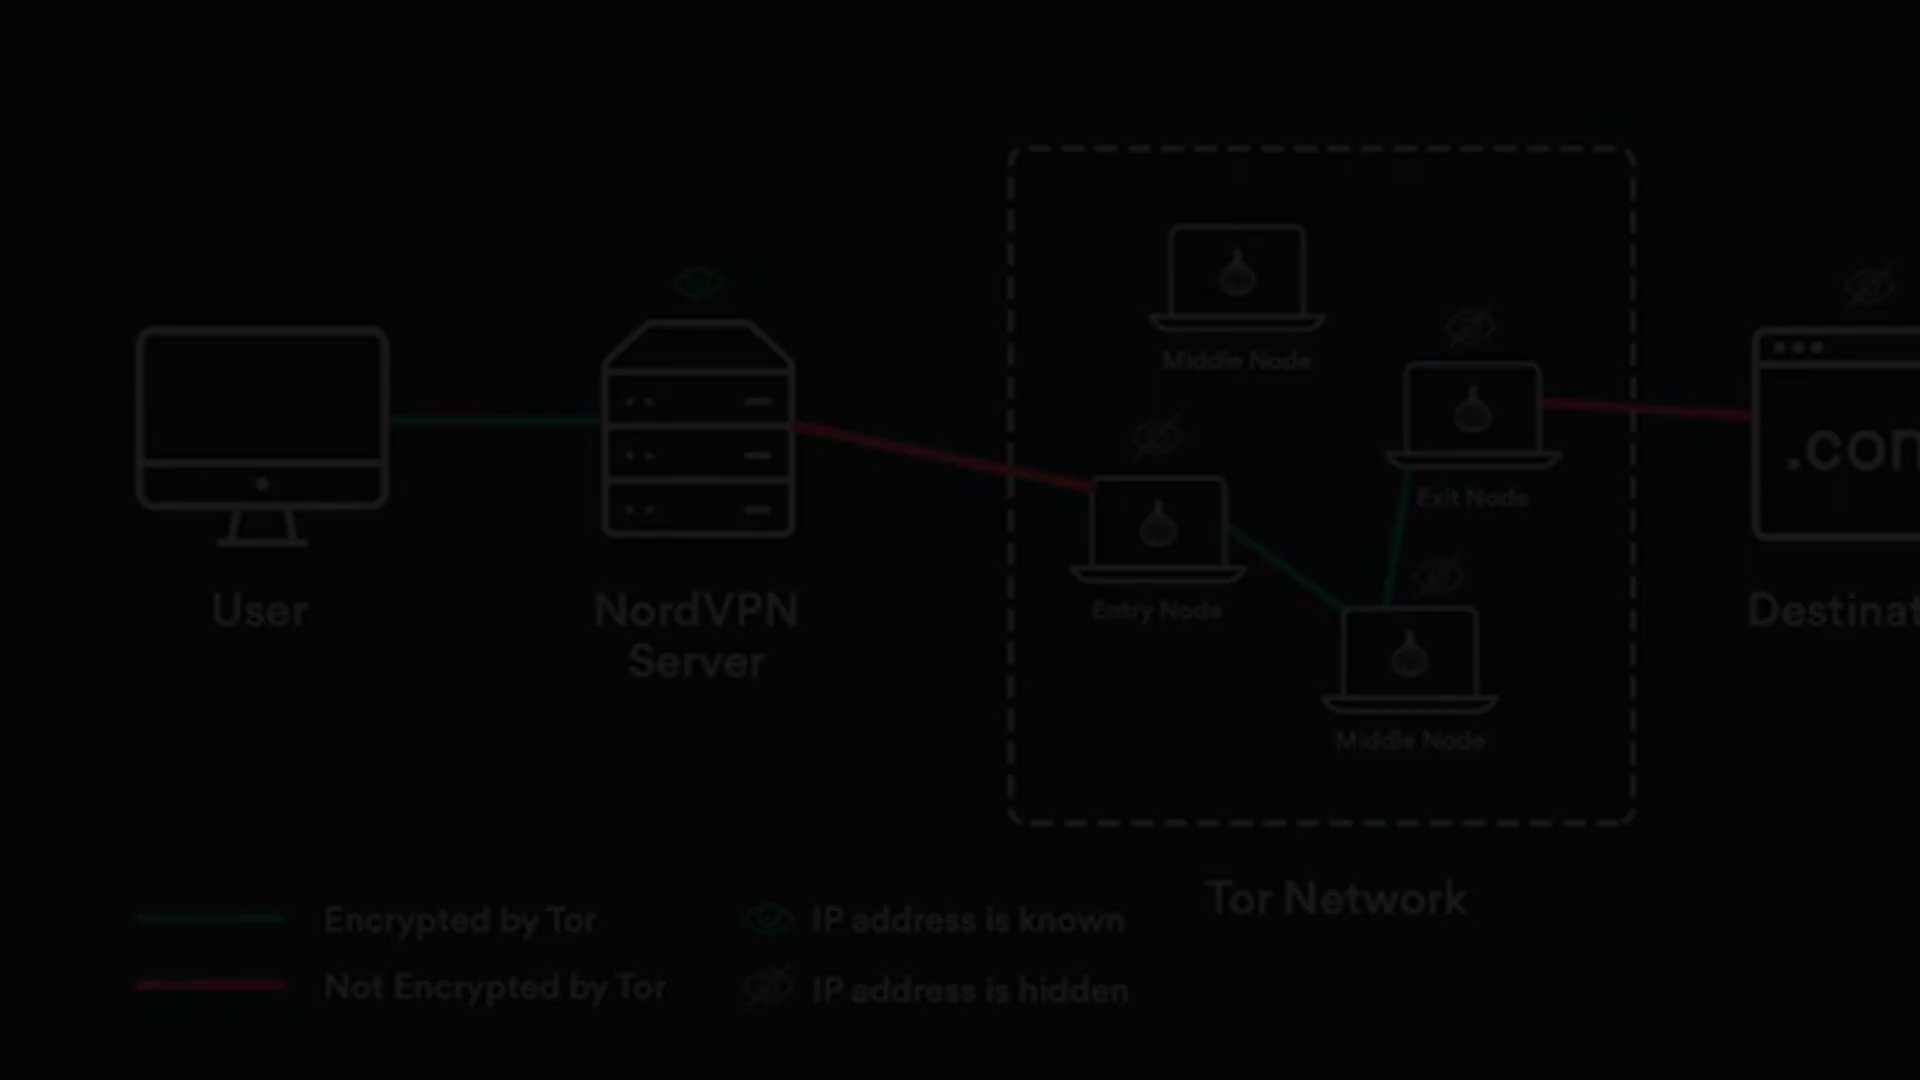 Middle Node
Exit Node
Entry Node
Middle Node
.con
User
NordVPN
Server
Destinat
Tor Network
Encrypted by Tor
IP address is known
Not Encrypted by Tor
IP address is hidden